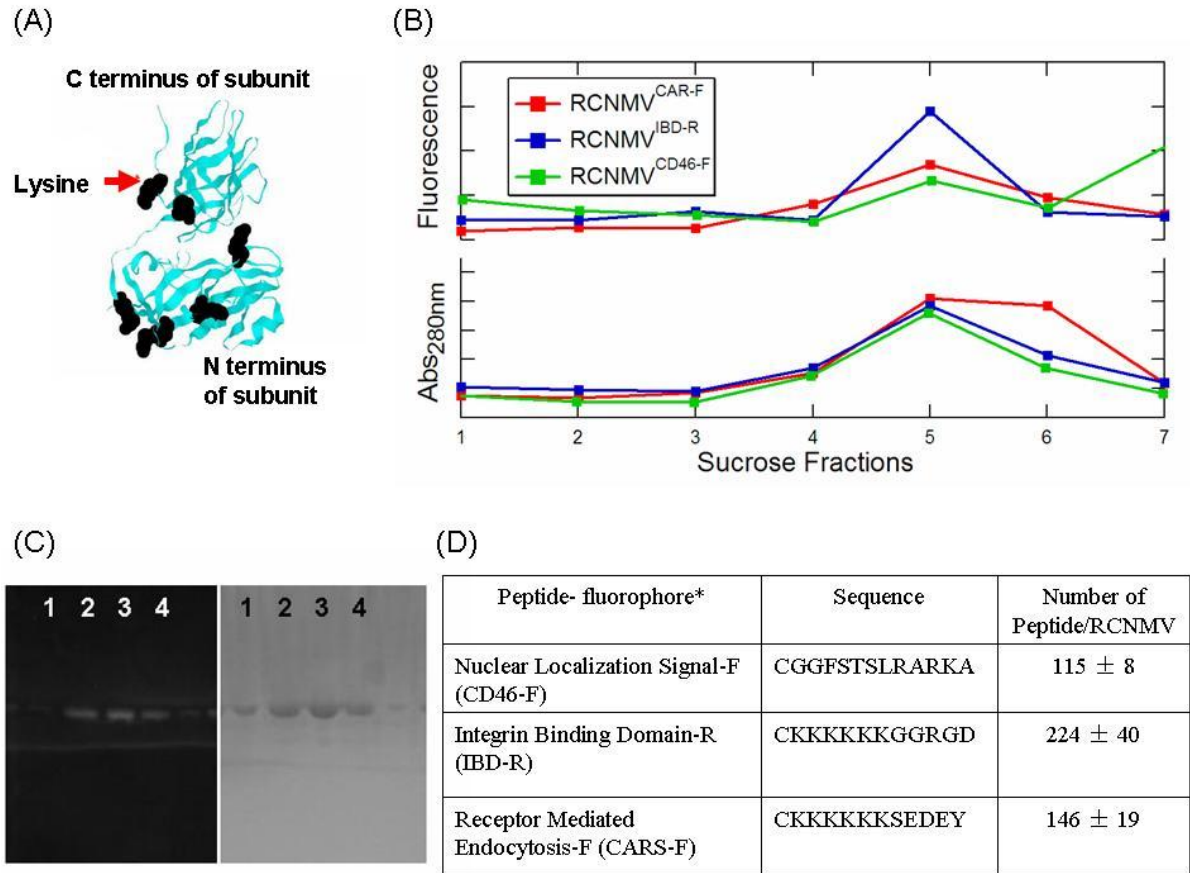 (A)
C terminus of subunit
Lysine
N terminus
of subunit
(B)
Fluorescence
RCNMV^CAR-F
RCNMV^IBD-R
RCNMV^CD46-F
Abs280nm
1 2 3 4 5 6 7
Sucrose Fractions
(C)
1 2 3 4
1 2 3 4
(D)
Peptide- fluorophore* Sequence Number of
Peptide/RCNMV
Nuclear Localization Signal-F
(CD46-F)
CGGFSTSLRARKA
115 ± 8
Integrin Binding Domain-R
(IBD-R)
CKKKKKKGGRGD
224 ± 40
Receptor Mediated
Endocytosis-F (CARS-F)
CKKKKKKSEDEY
146 ± 19